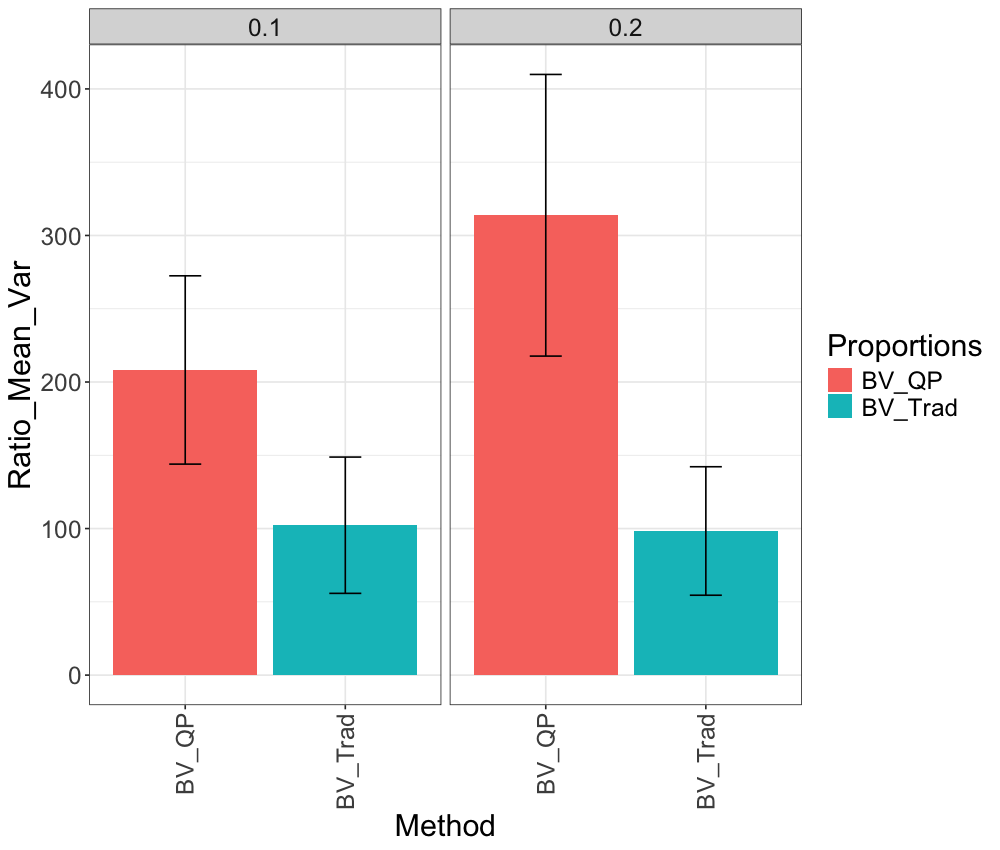 0.1
0.2
Ratio_Mean_Var
400
300
200
100
0
BV_QP
BV_Trad
BV_QP
BV_Trad
Method
Proportions
BV_QP
BV_Trad